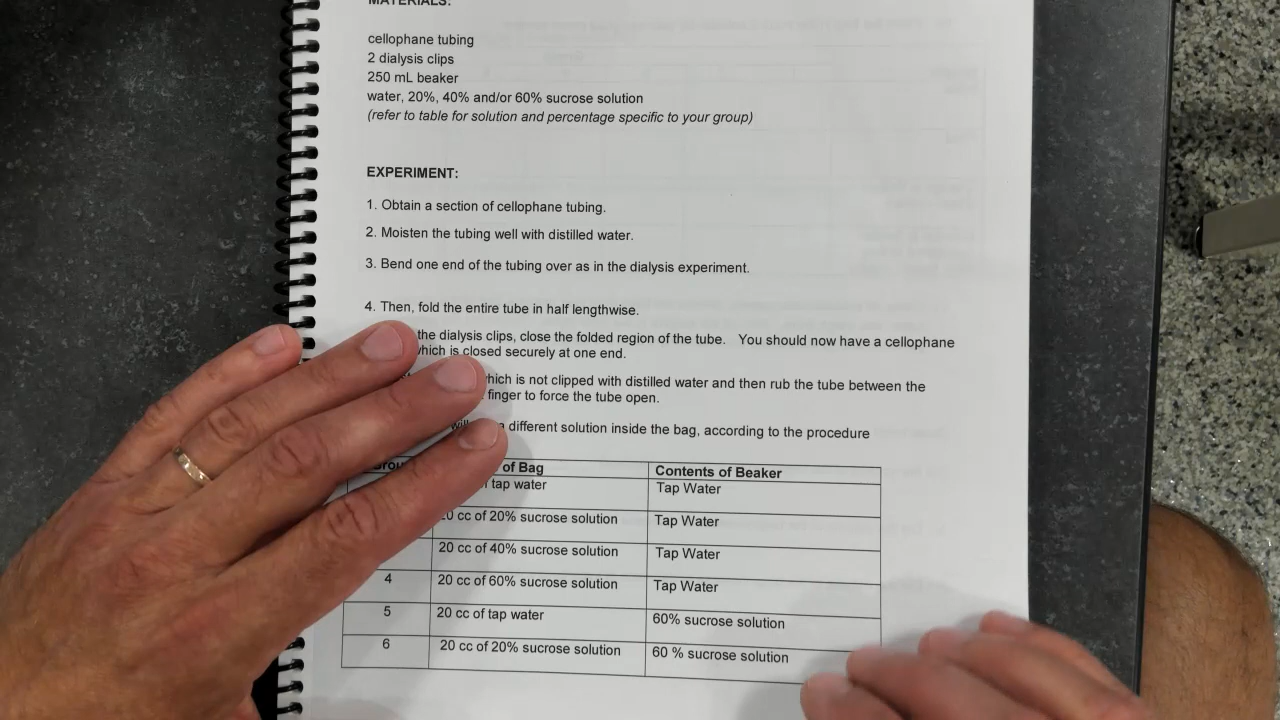 MATERIALS:
cellophane tubing
2 dialysis clips
250 mL beaker
water, 20%, 40% and/or 60% sucrose solution
(refer to table for solution and percentage specific to your group)
EXPERIMENT:
1. Obtain a section of cellophane tubing.
2. Moisten the tubing well with distilled water.
3. Bend one end of the tubing over as in the dialysis experiment.
4. Then, fold the entire tube in half lengthwise.
the dialysis clips, close the folded region of the tube. You should now have a cellophane
which is closed securely at one end.
which is not clipped with distilled water and then rub the tube between the
finger to force the tube open.
different solution inside the bag, according to the procedure
of Bag Contents of Beaker
tap water Tap Water
20 cc of 20% sucrose solution Tap Water
20 cc of 40% sucrose solution Tap Water
4 20 cc of 60% sucrose solution Tap Water
5 20 cc of tap water 60% sucrose solution
6 20 cc of 20% sucrose solution 60 % sucrose solution